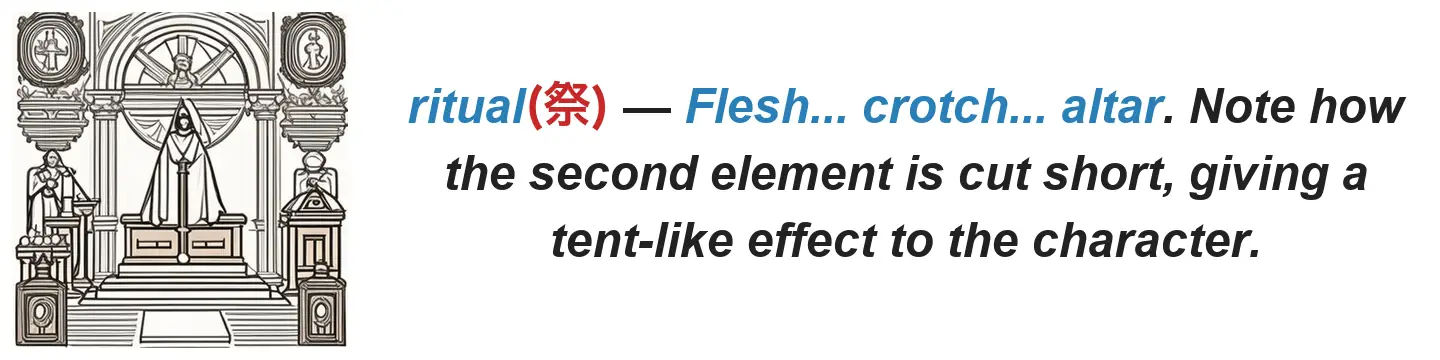 ritual(祭) — Flesh... crotch... altar. Note how
the second element is cut short, giving a
tent-like effect to the character.